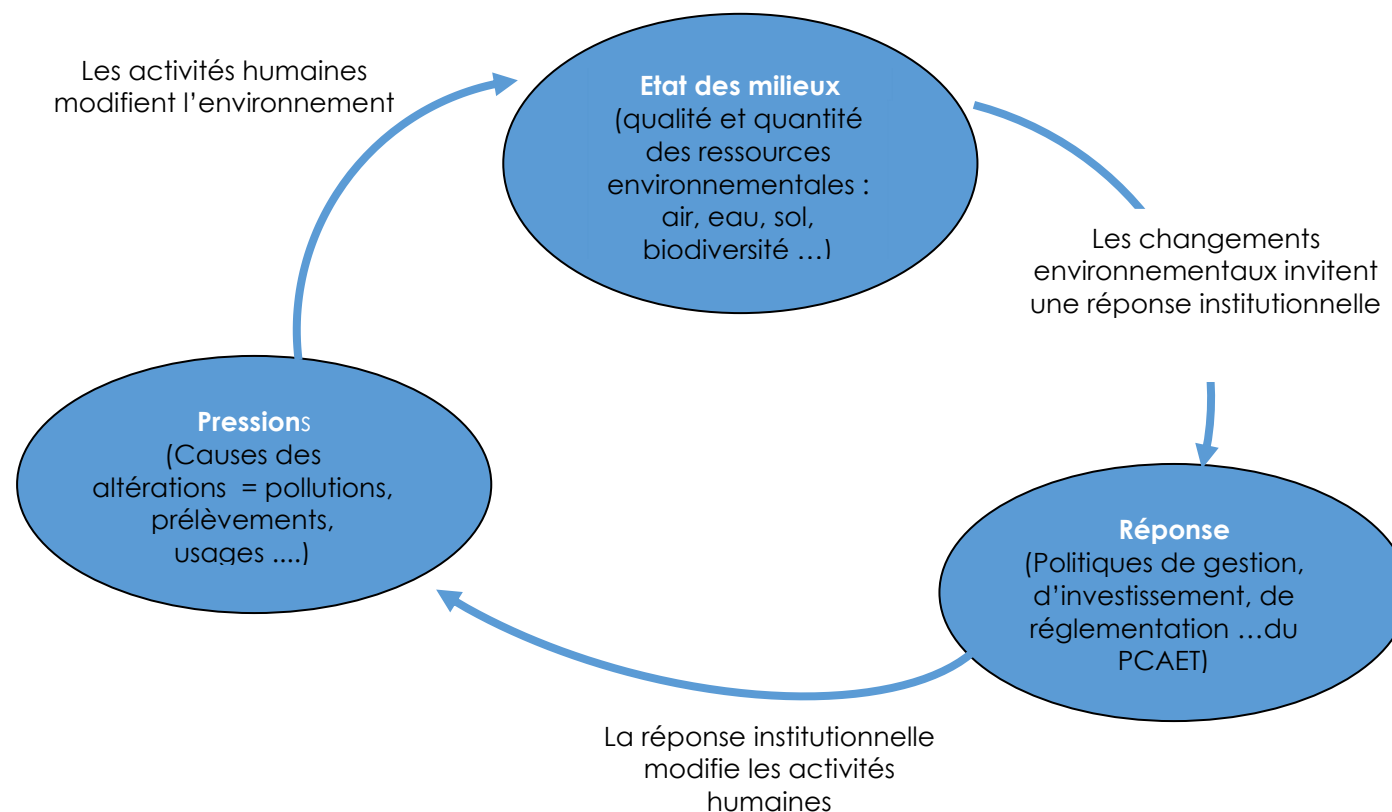 Les activités humaines
modifient l’environnement
Etat des milieux
(qualité et quantité
des ressources
environnementales :
air, eau, sol,
biodiversité …)
Les changements
environnementaux invitent
une réponse institutionnelle
Pressions
(Causes des
altérations = pollutions,
prélèvements,
usages ....)
Réponse
(Politiques de gestion,
d’investissement, de
réglementation …du
PCAET)
La réponse institutionnelle
modifie les activités
humaines